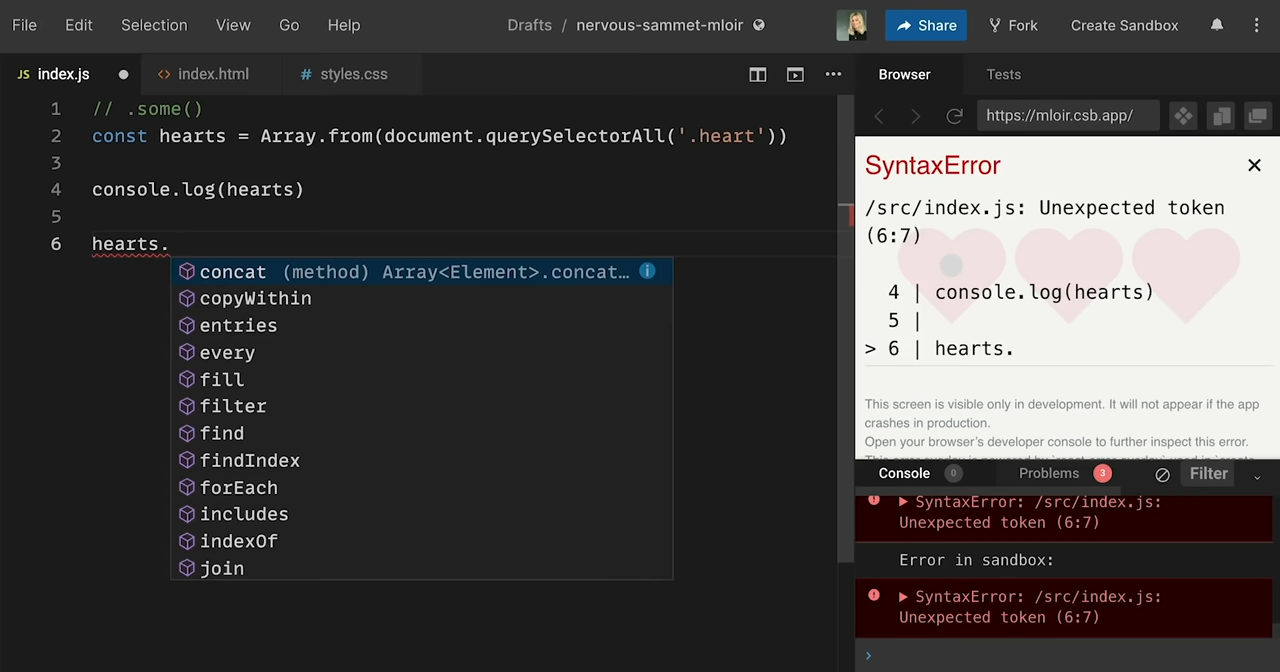 File Edit Selection View Go Help Drafts / nervous-sammet-mloir Share Fork Create Sandbox
JS index.js <> index.html # styles.css
1 // .some()
2 const hearts = Array.from(document.querySelectorAll('.heart'))
3
4 console.log(hearts)
5
6 hearts.
concat (method) Array<Element>.concat…
copyWithin
entries
every
fill
filter
find
findIndex
forEach
includes
indexOf
join
Browser Tests
https://mloir.csb.app/
SyntaxError
/src/index.js: Unexpected token
(6:7)
4 | console.log(hearts)
5 |
> 6 | hearts.
This screen is visible only in development. It will not appear if the app
crashes in production.
Open your browser's developer console to further inspect this error.
Console 0 Problems 3 Filter
SyntaxError: /src/index.js:
Unexpected token (6:7)
Error in sandbox:
SyntaxError: /src/index.js:
Unexpected token (6:7)